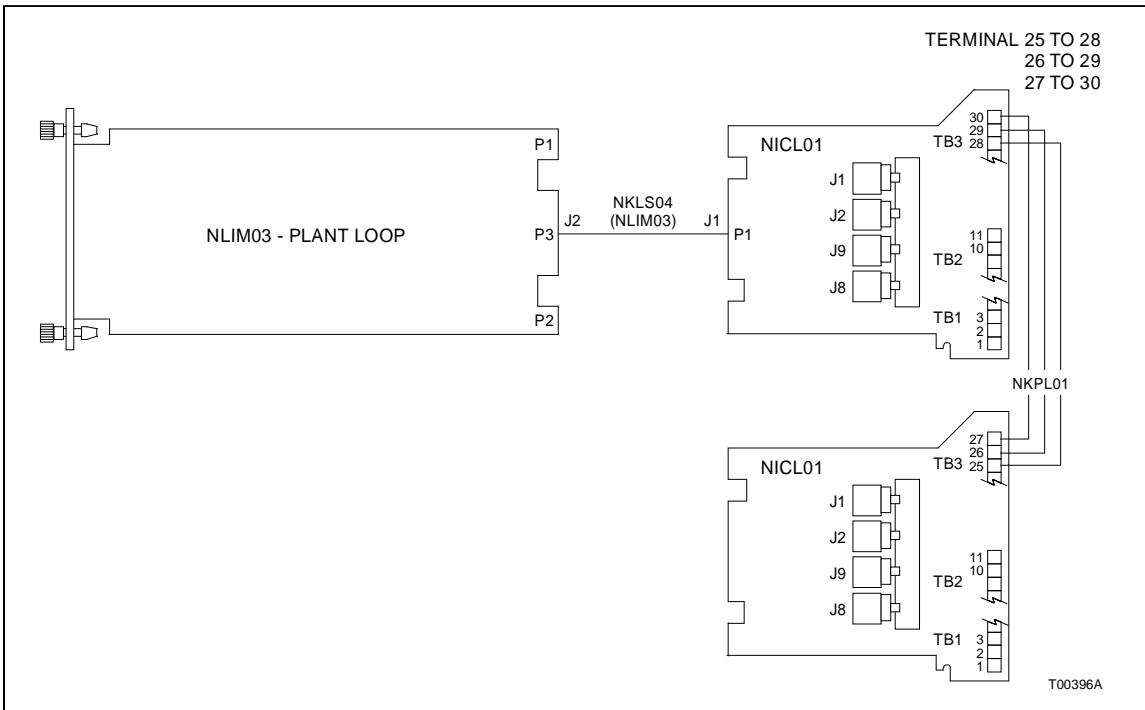 TERMINAL 25 TO 28
26 TO 29
27 TO 30
NLIM03 - PLANT LOOP
P1
P3
P2
J2
NKLS04
(NLIM03)
J1
P1
NICL01
J1
J2
J9
J8
TB3
30
29
28
TB2
11
10
TB1
3
2
1
NKPL01
NICL01
J1
J2
J9
J8
TB3
27
26
25
TB2
11
10
TB1
3
2
1
T00396A